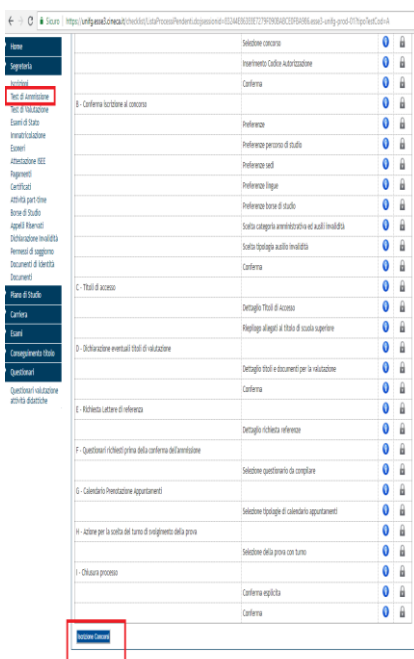 Sicuro
Home
Segreteria
Iscrizioni
Test di Ammissione
Test di Valutazione
Esami di Stato
Immatricolazione
Esoneri
Attestazione ISEE
Pagamenti
Certificati
Attività part-time
Borse di Studio
Appelli Riservati
Dichiarazione Invalidità
Permessi di soggiorno
Documenti di Identità
Documenti
Piano di Studio
Carriera
Esami
Conseguimento titolo
Questionari
Questionari valutazione
attività didattiche
Selezione concorso
Inserimento Codice Autorizzazione
Conferma
B - Conferma iscrizione al concorso
Preferenze
Preferenze percorso di studio
Preferenze sedi
Preferenze lingue
Preferenze borse di studio
Scelta categoria amministrativa ed ausili invalidità
Scelta tipologia ausilio invalidità
Conferma
C - Titoli di accesso
Dettaglio Titoli di Accesso
Riepilogo allegati al titolo di scuola superiore
D - Dichiarazione eventuali titoli di valutazione
Dettaglio titoli e documenti per la valutazione
Conferma
E - Richiesta Lettere di referenza
Dettaglio richiesta referenze
F - Questionari richiesti prima della conferma dell'ammissione
Selezione questionario da compilare
G - Calendario Prenotazione Appuntamenti
Selezione tipologie di calendario appuntamenti
H - Azione per la scelta del turno di svolgimento della prova
Selezione della prova con turno
I - Chiusura processo
Conferma esplicita
Conferma
Iscrizione Concorsi